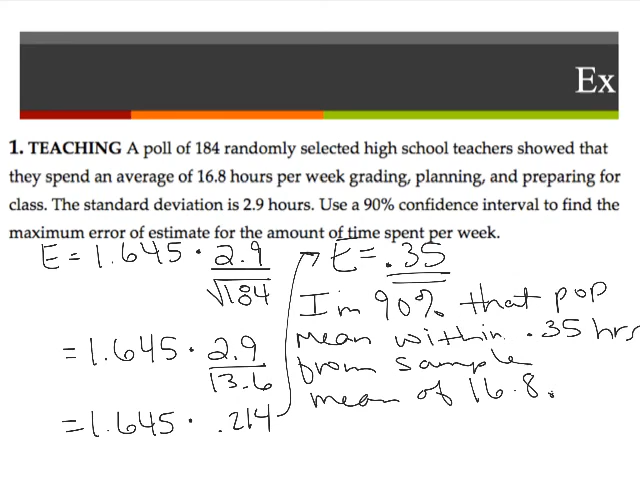 Ex
1. TEACHING A poll of 184 randomly selected high school teachers showed that
they spend an average of 16.8 hours per week grading, planning, and preparing for
class. The standard deviation is 2.9 hours. Use a 90% confidence interval to find the
maximum error of estimate for the amount of time spent per week.
E = 1.645 · 2.9 / √184
= 1.645 · 2.9 / 13.6
= 1.645 · .214
E = .35
I'm 90% that pop
mean within .35 hrs
from sample
mean of 16.8.